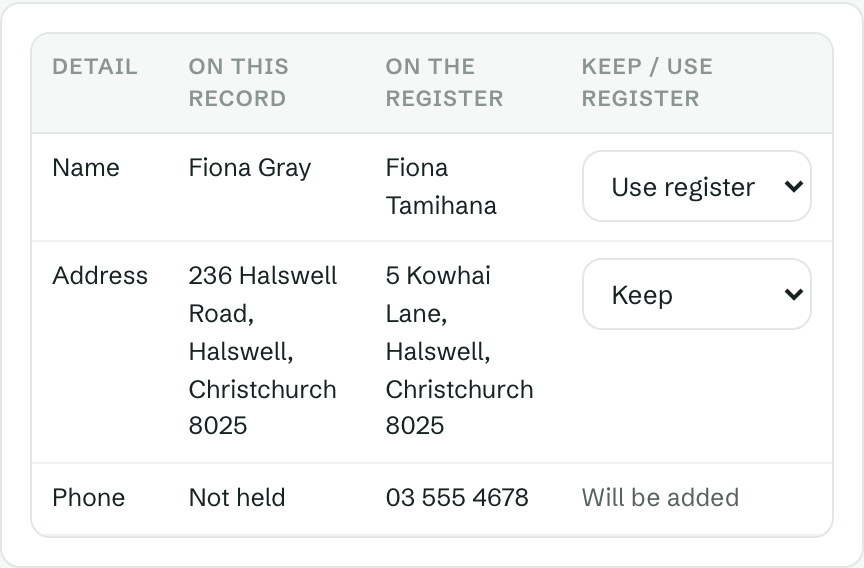 DETAIL
ON THIS
RECORD
ON THE
REGISTER
KEEP / USE
REGISTER
Name
Fiona Gray
Fiona
Tamihana
Use register
Address
236 Halswell
Road,
Halswell,
Christchurch
8025
5 Kowhai
Lane,
Halswell,
Christchurch
8025
Keep
Phone
Not held
03 555 4678
Will be added